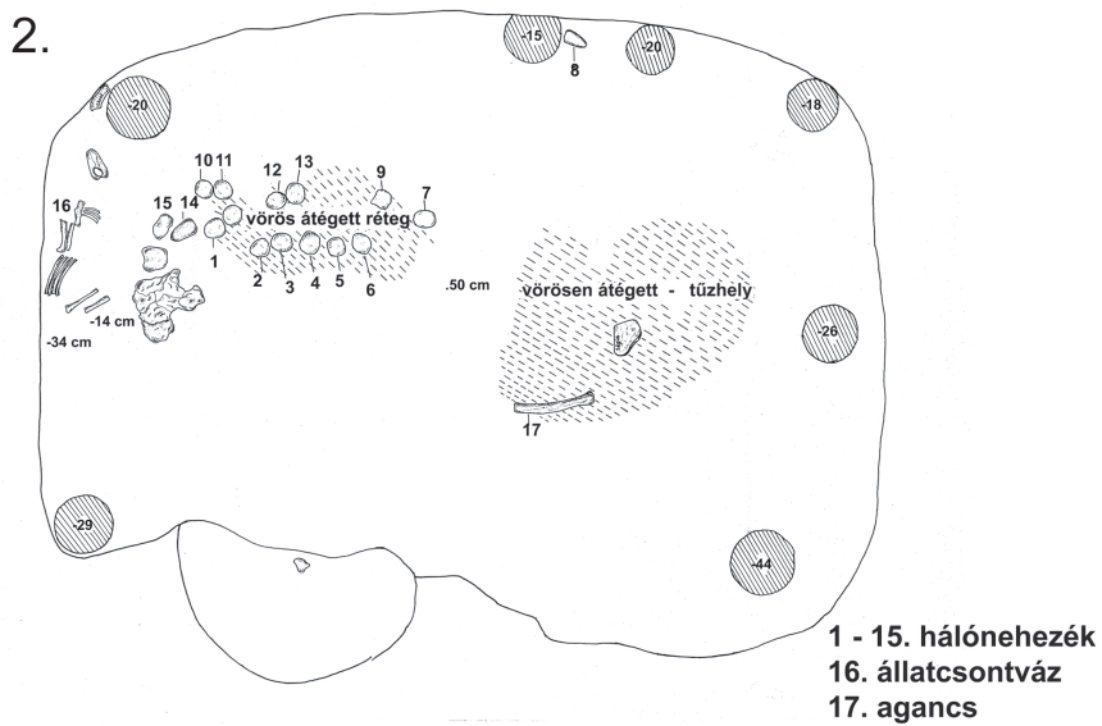 2.
-15
-20
8
-20
-18
10 11
12
13
9
7
16
15 14
vörös átégett réteg
1
2
3
4
5
6
.50 cm
vörösen átégett - tűzhely
-14 cm
-34 cm
-26
17
-29
-44
1 - 15. hálónehezék
16. állatcsontváz
17. agancs